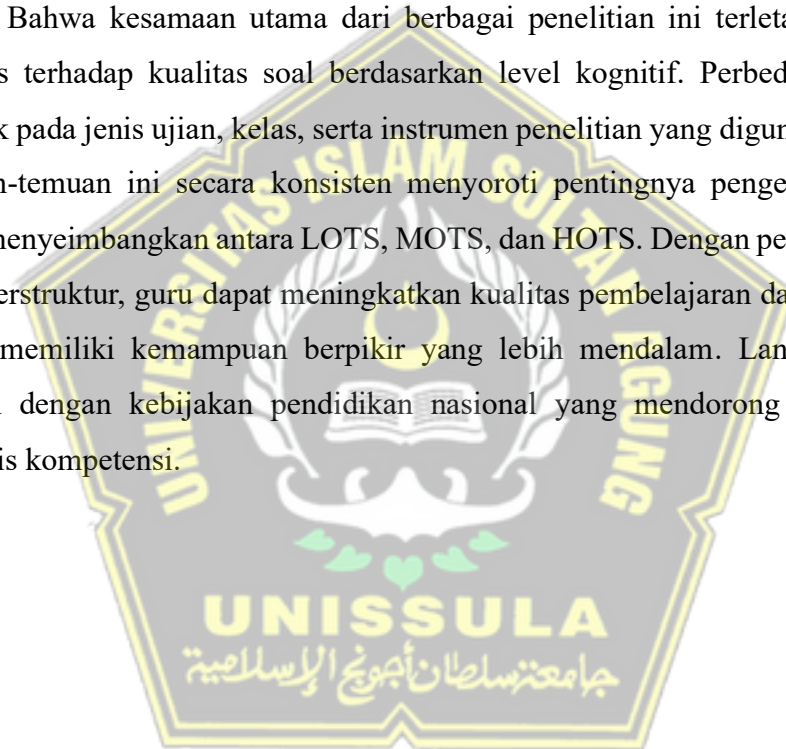 Bahwa kesamaan utama dari berbagai penelitian ini terleta
s terhadap kualitas soal berdasarkan level kognitif. Perbed
k pada jenis ujian, kelas, serta instrumen penelitian yang digun
n-temuan ini secara konsisten menyoroti pentingnya penge
menyeimbangkan antara LOTS, MOTS, dan HOTS. Dengan pe
erstruktur, guru dapat meningkatkan kualitas pembelajaran da
memiliki kemampuan berpikir yang lebih mendalam. Lan
dengan kebijakan pendidikan nasional yang mendorong
is kompetensi.
UNIVERSITAS ISLAM SULTAN AGUNG
UNISSULA
جامعة سلطان أجونج الإسلامية